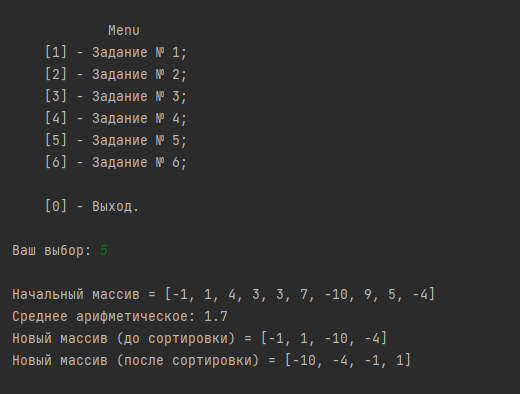 Menu
[1] - Задание № 1;
[2] - Задание № 2;
[3] - Задание № 3;
[4] - Задание № 4;
[5] - Задание № 5;
[6] - Задание № 6;
[0] - Выход.
Ваш выбор: 5
Начальный массив = [-1, 1, 4, 3, 3, 7, -10, 9, 5, -4]
Среднее арифметическое: 1.7
Новый массив (до сортировки) = [-1, 1, -10, -4]
Новый массив (после сортировки) = [-10, -4, -1, 1]